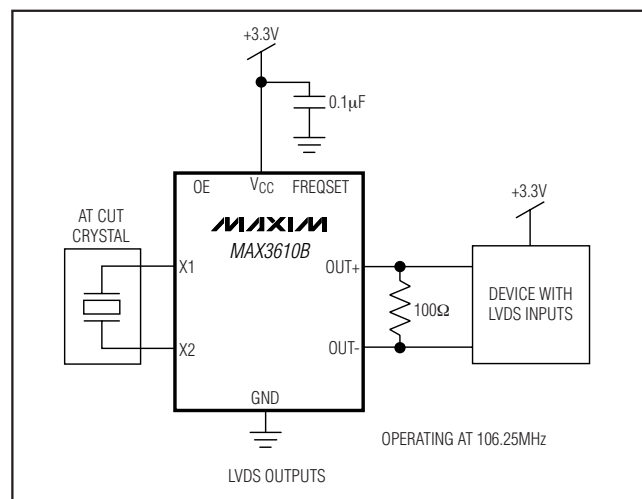 +3.3V
0.1µF
OE VCC FREQSET
MAXIM
MAX3610B
AT CUT
CRYSTAL
X1
X2
OUT+
OUT-
100Ω
+3.3V
DEVICE WITH
LVDS INPUTS
GND
OPERATING AT 106.25MHz
LVDS OUTPUTS